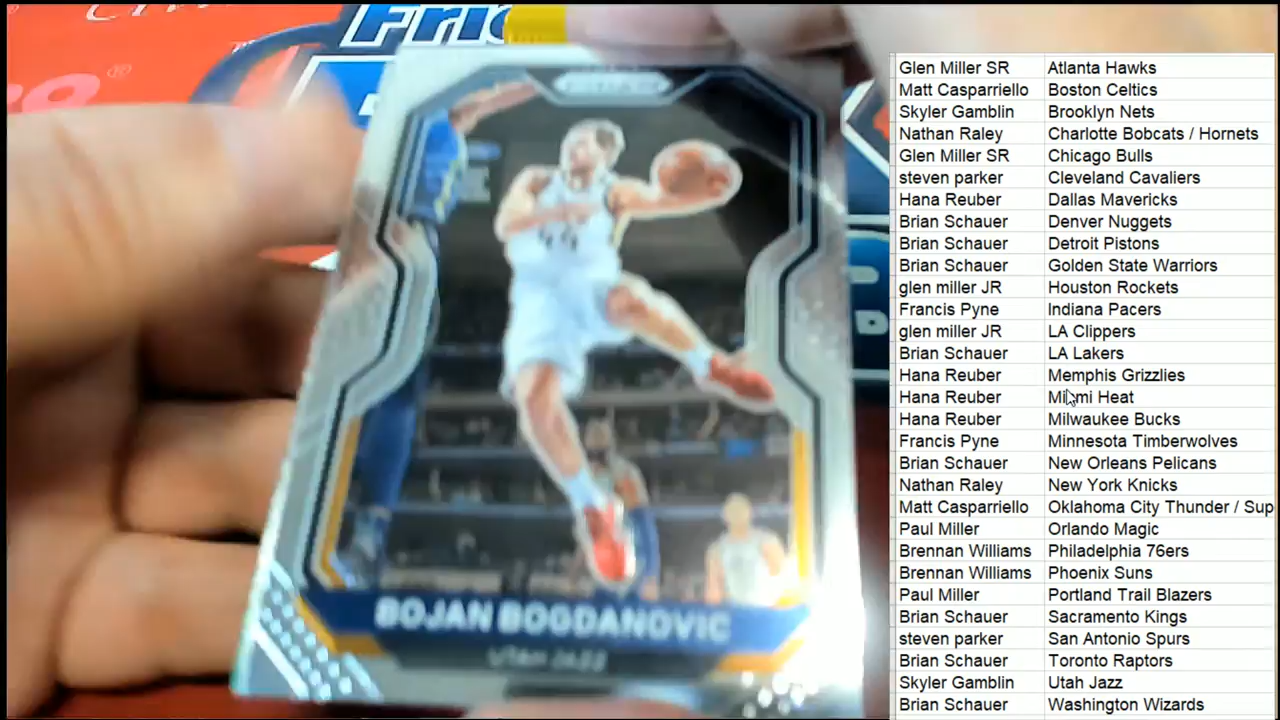 Glen Miller SR Atlanta Hawks
Matt Casparriello Boston Celtics
Skyler Gamblin Brooklyn Nets
Nathan Raley Charlotte Bobcats / Hornets
Glen Miller SR Chicago Bulls
steven parker Cleveland Cavaliers
Hana Reuber Dallas Mavericks
Brian Schauer Denver Nuggets
Brian Schauer Detroit Pistons
Brian Schauer Golden State Warriors
glen miller JR Houston Rockets
Francis Pyne Indiana Pacers
glen miller JR LA Clippers
Brian Schauer LA Lakers
Hana Reuber Memphis Grizzlies
Hana Reuber Miami Heat
Hana Reuber Milwaukee Bucks
Francis Pyne Minnesota Timberwolves
Brian Schauer New Orleans Pelicans
Nathan Raley New York Knicks
Matt Casparriello Oklahoma City Thunder / Sup
Paul Miller Orlando Magic
Brennan Williams Philadelphia 76ers
Brennan Williams Phoenix Suns
Paul Miller Portland Trail Blazers
Brian Schauer Sacramento Kings
steven parker San Antonio Spurs
Brian Schauer Toronto Raptors
Skyler Gamblin Utah Jazz
Brian Schauer Washington Wizards
BOJAN BOGDANOVIC
UTAH JAZZ